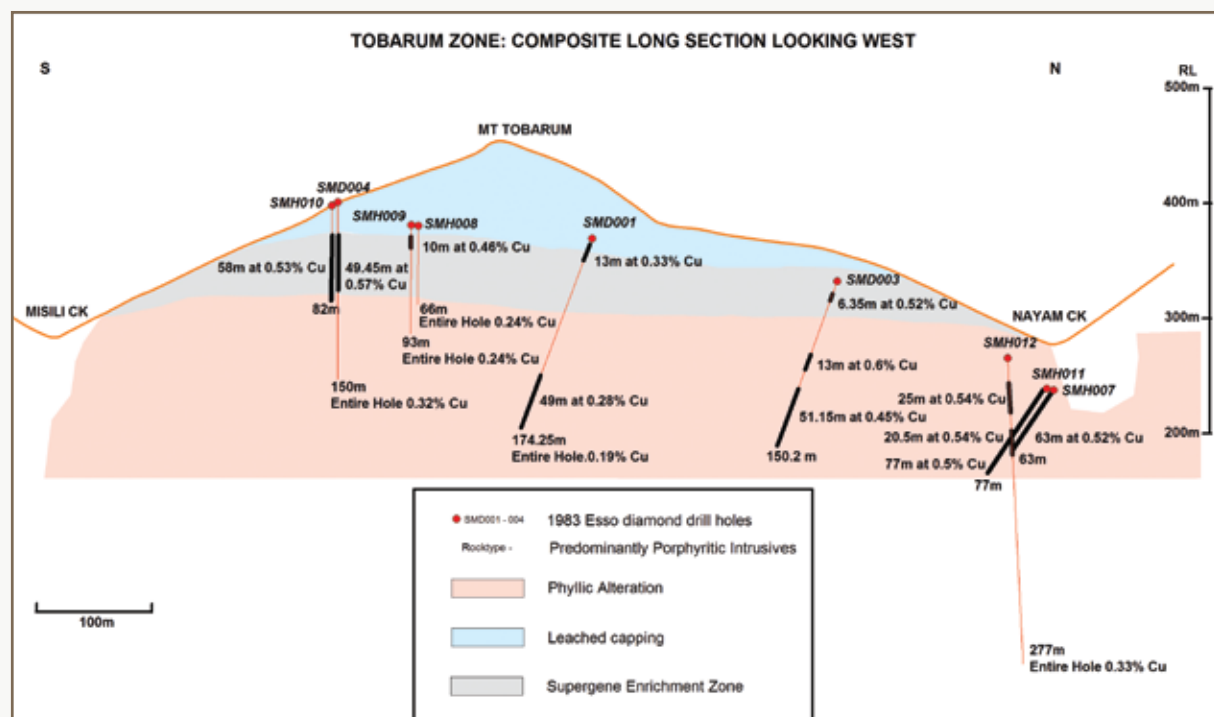 TOBARUM ZONE: COMPOSITE LONG SECTION LOOKING WEST
S
N
RL
500m
MT TOBARUM
400m
SMD004
SMH010
SMH009
SMH008
SMD001
10m at 0.46% Cu
58m at 0.53% Cu
49.45m at
0.57% Cu
13m at 0.33% Cu
SMD003
6.35m at 0.52% Cu
MISILI CK
82m
66m
Entire Hole 0.24% Cu
NAYAM CK
300m
93m
Entire Hole 0.24% Cu
SMH012
13m at 0.6% Cu
SMH011
SMH007
150m
Entire Hole 0.32% Cu
49m at 0.28% Cu
25m at 0.54% Cu
51.15m at 0.45% Cu
20.5m at 0.54% Cu
63m at 0.52% Cu
200m
174.25m
Entire Hole.0.19% Cu
150.2 m
77m at 0.5% Cu
63m
77m
SMD001 - 004
1983 Esso diamond drill holes
Rocktype -
Predominantly Porphyritic Intrusives
Phyllic Alteration
Leached capping
Supergene Enrichment Zone
100m
277m
Entire Hole 0.33% Cu